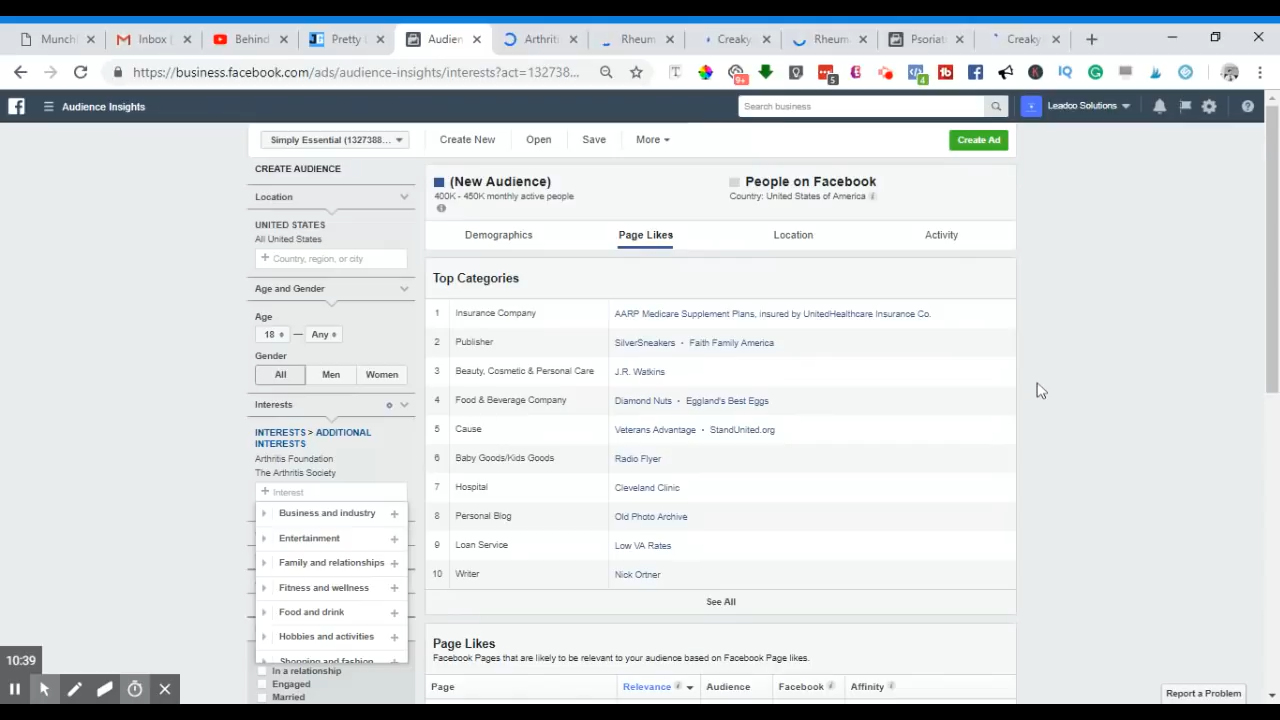 Munch
Inbox (
Behind
Pretty L
Audien
Arthriti
Rheum
Creaky
Rheum
Psoriat
Creaky
https://business.facebook.com/ads/audience-insights/interests?act=132738...
9+
5
4
IQ
Audience Insights
Search business
Leadco Solutions
Simply Essential (1327388...
Create New
Open
Save
More
Create Ad
CREATE AUDIENCE
(New Audience)
People on Facebook
400K - 450K monthly active people
Country: United States of America
Location
UNITED STATES
All United States
+ Country, region, or city
Demographics
Page Likes
Location
Activity
Top Categories
Age and Gender
Age
18 — Any
Gender
All
Men
Women
1 Insurance Company AARP Medicare Supplement Plans, insured by UnitedHealthcare Insurance Co.
2 Publisher SilverSneakers • Faith Family America
3 Beauty, Cosmetic & Personal Care J.R. Watkins
4 Food & Beverage Company Diamond Nuts • Eggland's Best Eggs
5 Cause Veterans Advantage • StandUnited.org
6 Baby Goods/Kids Goods Radio Flyer
7 Hospital Cleveland Clinic
8 Personal Blog Old Photo Archive
9 Loan Service Low VA Rates
10 Writer Nick Ortner
See All
Interests
INTERESTS > ADDITIONAL
INTERESTS
Arthritis Foundation
The Arthritis Society
+ Interest
Business and industry +
Entertainment +
Family and relationships +
Fitness and wellness +
Food and drink +
Hobbies and activities +
Shopping and fashion
In a relationship
Engaged
Married
Page Likes
Facebook Pages that are likely to be relevant to your audience based on Facebook Page likes.
Page
Relevance
Audience
Facebook
Affinity
10:39
Report a Problem